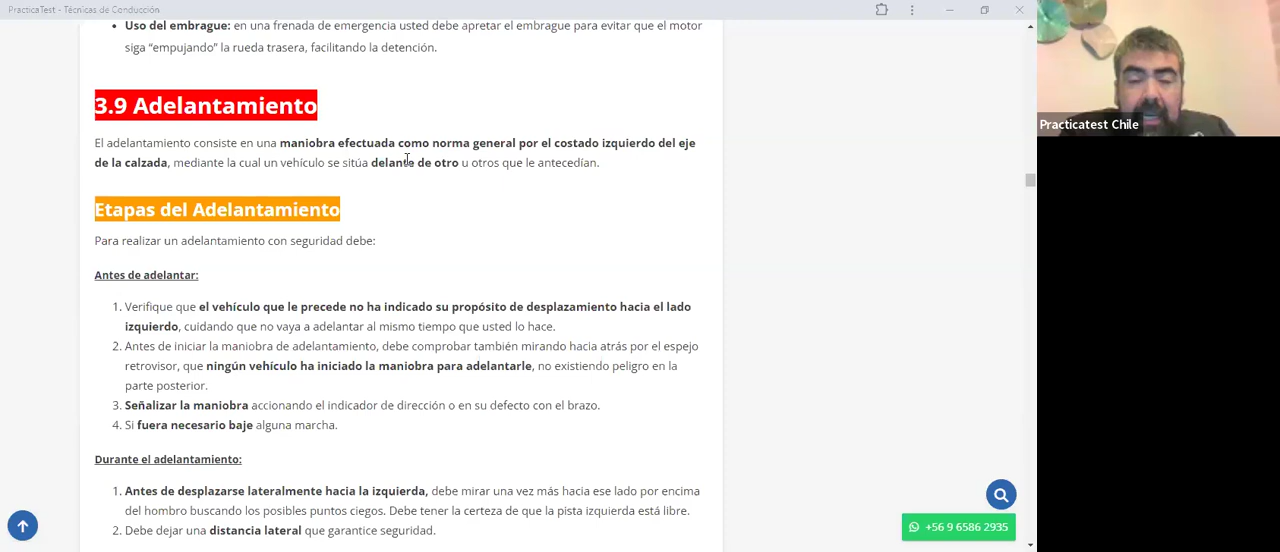 PracticaTest - Técnicas de Conducción
• Uso del embrague: en una frenada de emergencia usted debe apretar el embrague para evitar que el motor
siga “empujando” la rueda trasera, facilitando la detención.
3.9 Adelantamiento
El adelantamiento consiste en una maniobra efectuada como norma general por el costado izquierdo del eje
de la calzada, mediante la cual un vehículo se sitúa delante de otro u otros que le antecedían.
Etapas del Adelantamiento
Para realizar un adelantamiento con seguridad debe:
Antes de adelantar:
1. Verifique que el vehículo que le precede no ha indicado su propósito de desplazamiento hacia el lado
izquierdo, cuidando que no vaya a adelantar al mismo tiempo que usted lo hace.
2. Antes de iniciar la maniobra de adelantamiento, debe comprobar también mirando hacia atrás por el espejo
retrovisor, que ningún vehículo ha iniciado la maniobra para adelantarle, no existiendo peligro en la
parte posterior.
3. Señalizar la maniobra accionando el indicador de dirección o en su defecto con el brazo.
4. Si fuera necesario baje alguna marcha.
Durante el adelantamiento:
1. Antes de desplazarse lateralmente hacia la izquierda, debe mirar una vez más hacia ese lado por encima
del hombro buscando los posibles puntos ciegos. Debe tener la certeza de que la pista izquierda está libre.
2. Debe dejar una distancia lateral que garantice seguridad.
+56 9 6586 2935
Practicatest Chile